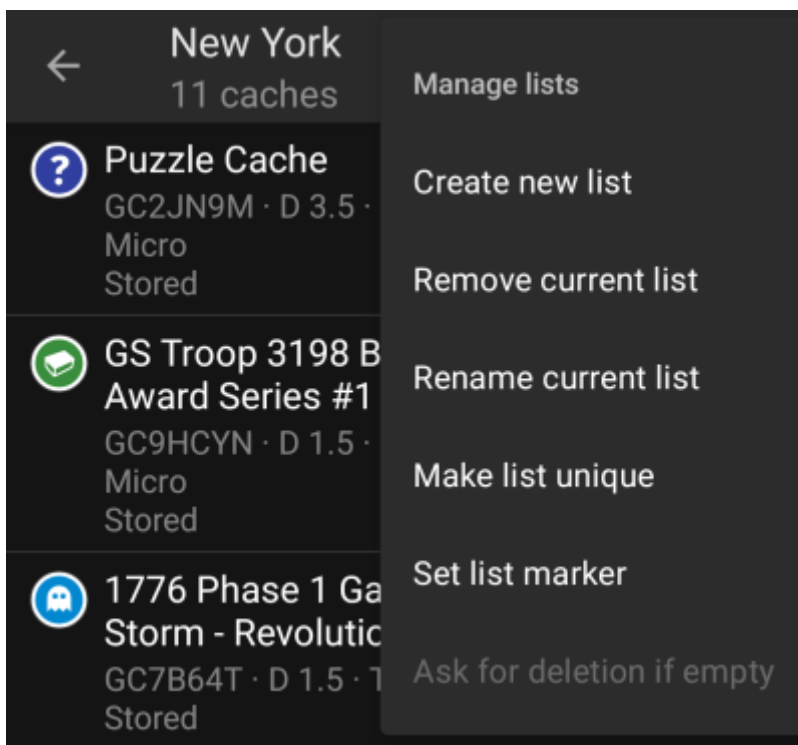 New York
11 caches
Puzzle Cache
GC2JN9M · D 3.5 ·
Micro
Stored
GS Troop 3198 B
Award Series #1
GC9HCYN · D 1.5 ·
Micro
Stored
1776 Phase 1 Ga
Storm - Revolutic
GC7B64T · D 1.5 · T
Stored
Manage lists
Create new list
Remove current list
Rename current list
Make list unique
Set list marker
Ask for deletion if empty